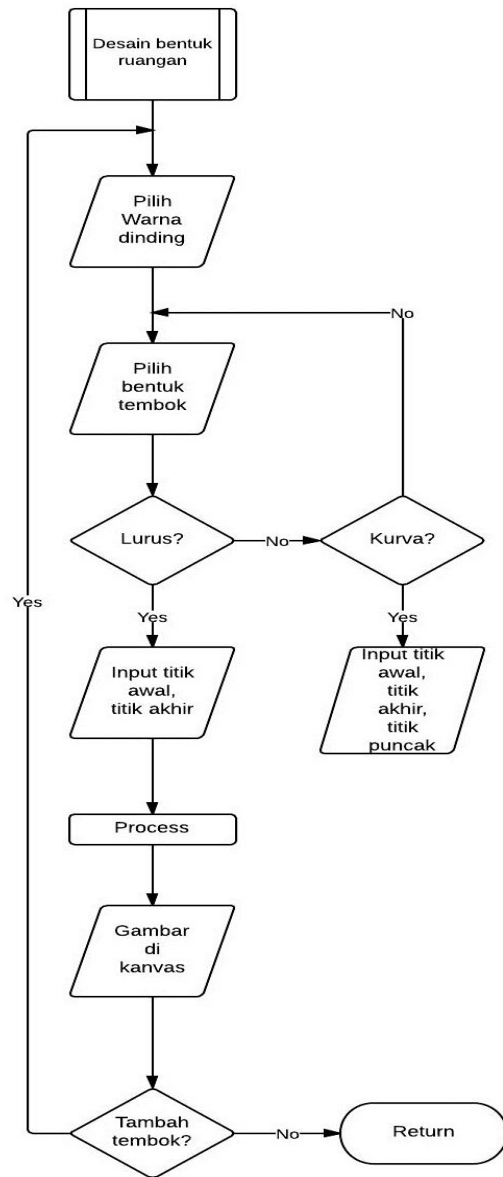 Desain bentuk
ruangan
Pilih
Warna
dinding
No
Pilih
bentuk
tembok
Lurus?
No
Kurva?
Yes
Yes
Yes
Input titik
awal,
titik akhir
Input titik
awal,
titik
akhir,
titik
puncak
Process
Gambar
di
kanvas
Tambah
tembok?
No
Return